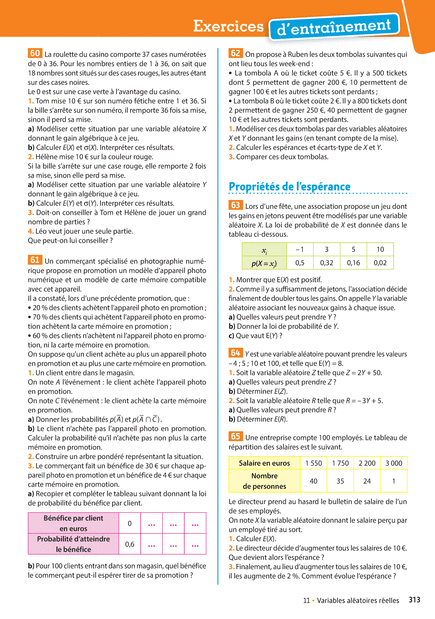 Exercices d'entraînement
60 La roulette du casino comporte 37 cases numérotées
de 0 à 36. Pour les nombres entiers de 1 à 36, on sait que
18 nombres sont situés sur des cases rouges, les autres étant
sur des cases noires.
Le 0 est sur une case verte à l'avantage du casino.
1. Tom mise 10 € sur son numéro fétiche entre 1 et 36. Si
la bille s'arrête sur son numéro, il remporte 36 fois sa mise,
sinon il perd sa mise.
a) Modéliser cette situation par une variable aléatoire X
donnant le gain algébrique à ce jeu.
b) Calculer E(X) et σ(X). Interpréter ces résultats.
2. Hélène mise 10 € sur la couleur rouge.
Si la bille s'arrête sur une case rouge, elle remporte 2 fois
sa mise, sinon elle perd sa mise.
a) Modéliser cette situation par une variable aléatoire Y
donnant le gain algébrique à ce jeu.
b) Calculer E(Y) et σ(Y). Interpréter ces résultats.
3. Doit-on conseiller à Tom et Hélène de jouer un grand
nombre de parties ?
4. Léo veut jouer une seule partie.
Que peut-on lui conseiller ?
61 Un commerçant spécialisé en photographie numé-
rique propose en promotion un modèle d'appareil photo
numérique et un modèle de carte mémoire compatible
avec cet appareil.
Il a constaté, lors d'une précédente promotion, que :
• 20 % des clients achètent l'appareil photo en promotion ;
• 70 % des clients qui achètent l'appareil photo en promo-
tion achètent la carte mémoire en promotion ;
• 60 % des clients n'achètent ni l'appareil photo en promo-
tion, ni la carte mémoire en promotion.
On suppose qu'un client achète au plus un appareil photo
en promotion et au plus une carte mémoire en promotion.
1. Un client entre dans le magasin.
On note A l'événement : le client achète l'appareil photo
en promotion.
On note C l'événement : le client achète la carte mémoire
en promotion.
a) Donner les probabilités p(A̅) et p(A̅ ∩ C̅).
b) Le client n'achète pas l'appareil photo en promotion.
Calculer la probabilité qu'il n'achète pas non plus la carte
mémoire en promotion.
2. Construire un arbre pondéré représentant la situation.
3. Le commerçant fait un bénéfice de 30 € sur chaque ap-
pareil photo en promotion et un bénéfice de 4 € sur chaque
carte mémoire en promotion.
a) Recopier et compléter le tableau suivant donnant la loi
de probabilité du bénéfice par client.
Bénéfice par client
en euros 0 ... ... ...
Probabilité d'atteindre
le bénéfice 0,6 ... ... ...
b) Pour 100 clients entrant dans son magasin, quel bénéfice
le commerçant peut-il espérer tirer de sa promotion ?
62 On propose à Ruben les deux tombolas suivantes qui
ont lieu tous les week-end :
• La tombola A où le ticket coûte 5 €. Il y a 500 tickets
dont 5 permettent de gagner 200 €, 10 permettent de
gagner 100 € et les autres tickets sont perdants ;
• La tombola B où le ticket coûte 2 €. Il y a 800 tickets dont
2 permettent de gagner 250 €, 40 permettent de gagner
10 € et les autres tickets sont perdants.
1. Modéliser ces deux tombolas par des variables aléatoires
X et Y donnant les gains (en tenant compte de la mise).
2. Calculer les espérances et écarts-type de X et Y.
3. Comparer ces deux tombolas.
Propriétés de l'espérance
63 Lors d'une fête, une association propose un jeu dont
les gains en jetons peuvent être modélisés par une variable
aléatoire X. La loi de probabilité de X est donnée dans le
tableau ci-dessous.
xᵢ – 1 3 5 10
p(X = xᵢ) 0,5 0,32 0,16 0,02
1. Montrer que E(X) est positif.
2. Comme il y a suffisamment de jetons, l'association décide
finalement de doubler tous les gains. On appelle Y la variable
aléatoire associant les nouveaux gains à chaque issue.
a) Quelles valeurs peut prendre Y ?
b) Donner la loi de probabilité de Y.
c) Que vaut E(Y) ?
64 Y est une variable aléatoire pouvant prendre les valeurs
– 4 ; 5 ; 10 et 100, et telle que E(Y) = 8.
1. Soit la variable aléatoire Z telle que Z = 2Y + 50.
a) Quelles valeurs peut prendre Z ?
b) Déterminer E(Z).
2. Soit la variable aléatoire R telle que R = – 3Y + 5.
a) Quelles valeurs peut prendre R ?
b) Déterminer E(R).
65 Une entreprise compte 100 employés. Le tableau de
répartition des salaires est le suivant.
Salaire en euros 1 550 1 750 2 200 3 000
Nombre
de personnes 40 35 24 1
Le directeur prend au hasard le bulletin de salaire de l'un
de ses employés.
On note X la variable aléatoire donnant le salaire perçu par
un employé tiré au sort.
1. Calculer E(X).
2. Le directeur décide d'augmenter tous les salaires de 10 €.
Que devient alors l'espérance ?
3. Finalement, au lieu d'augmenter tous les salaires de 10 €,
il les augmente de 2 %. Comment évolue l'espérance ?
11 • Variables aléatoires réelles 313